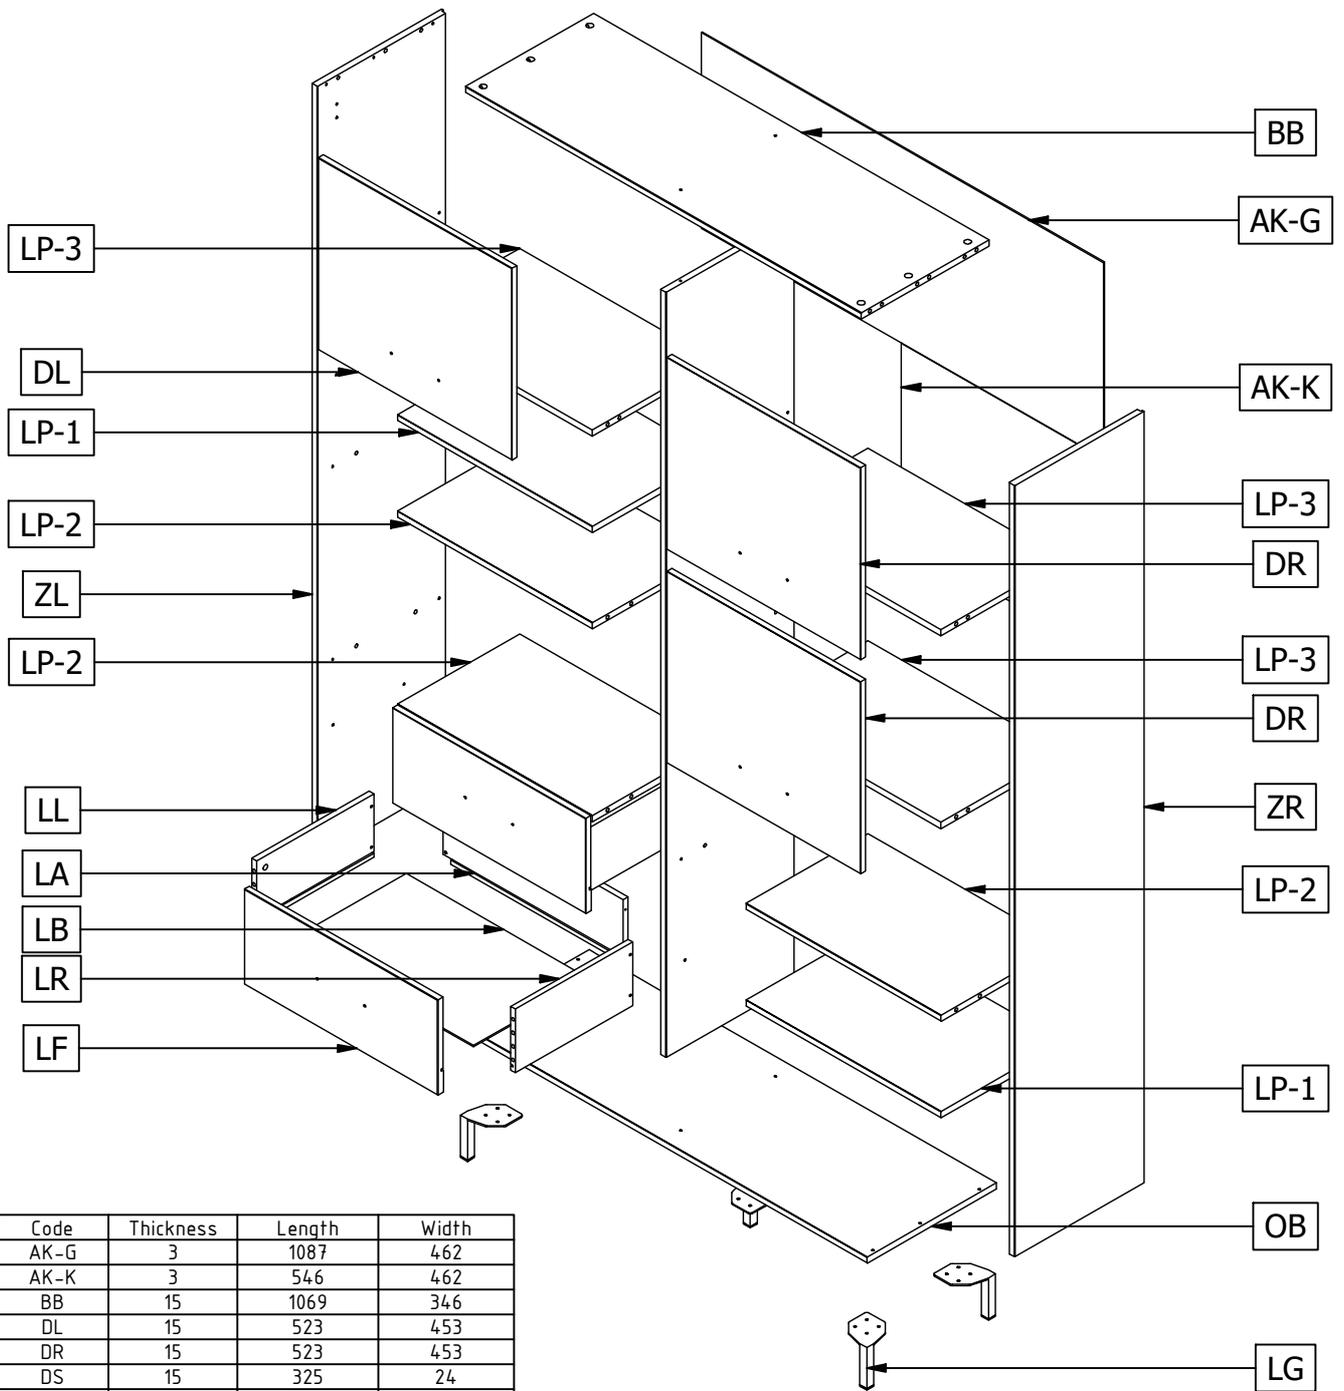 BB
AK-G
LP-3
AK-K
DL
LP-1
LP-3
LP-2
DR
ZL
LP-3
LP-2
DR
LL
ZR
LA
LP-2
LB
LR
LF
LP-1
OB
LG
Code Thickness Length Width
AK-G 3 1087 462
AK-K 3 546 462
BB 15 1069 346
DL 15 523 453
DR 15 523 453
DS 15 325 24